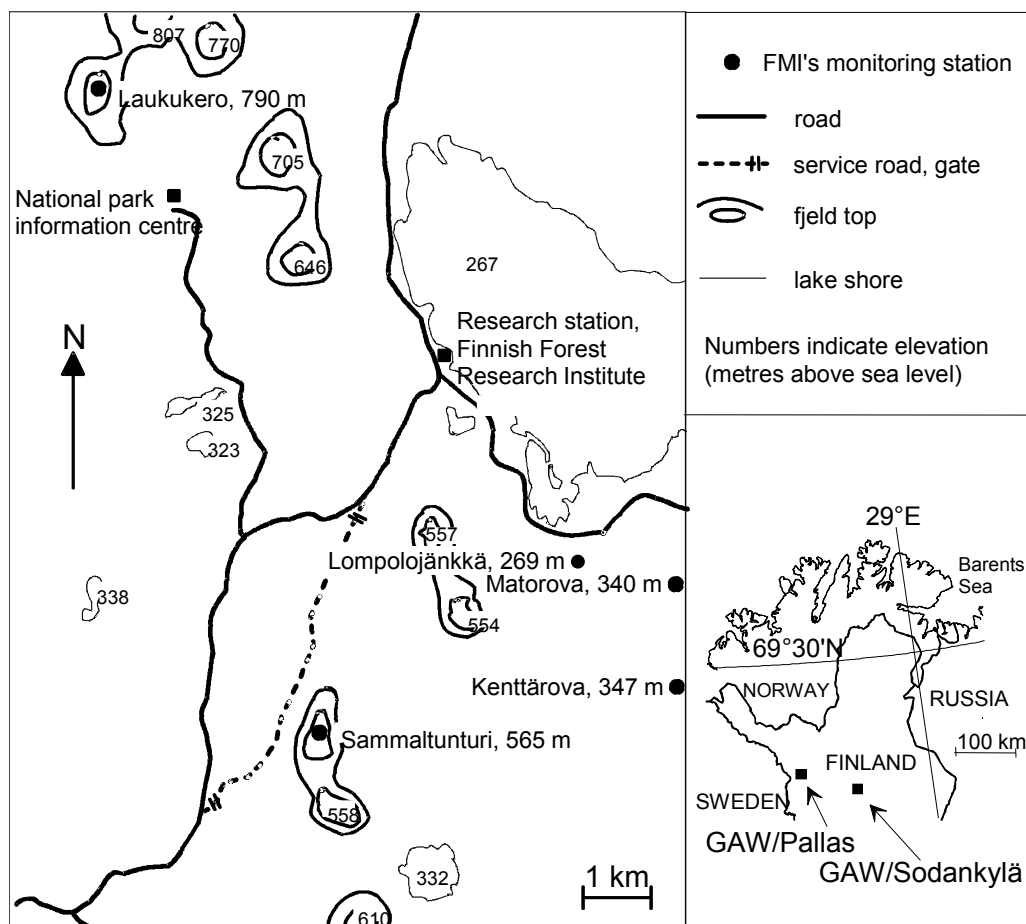 807
770
Laukukero, 790 m
705
National park
information centre
646
267
N
Research station,
Finnish Forest
Research Institute
325
323
557
Lompolojänkkä, 269 m
Matorova, 340 m
338
554
Kenttärova, 347 m
Sammaltunturi, 565 m
558
332
1 km
610
FMI's monitoring station
road
service road, gate
fjeld top
lake shore
Numbers indicate elevation
(metres above sea level)
29°E
Barents
Sea
69°30'N
NORWAY
RUSSIA
100 km
FINLAND
SWEDEN
GAW/Pallas
GAW/Sodankylä